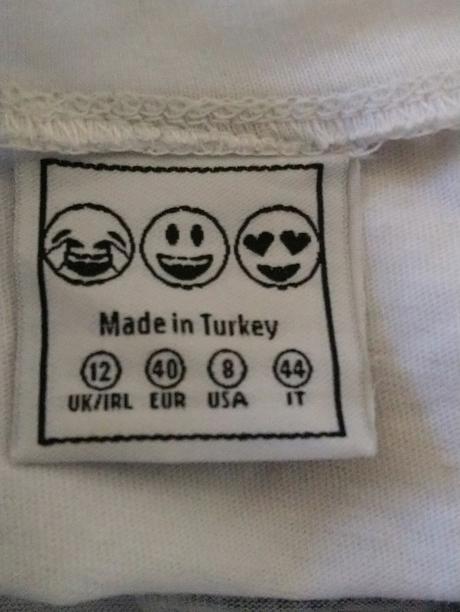 Made in Turkey
12 40 8 44
UK/IRL EUR USA IT